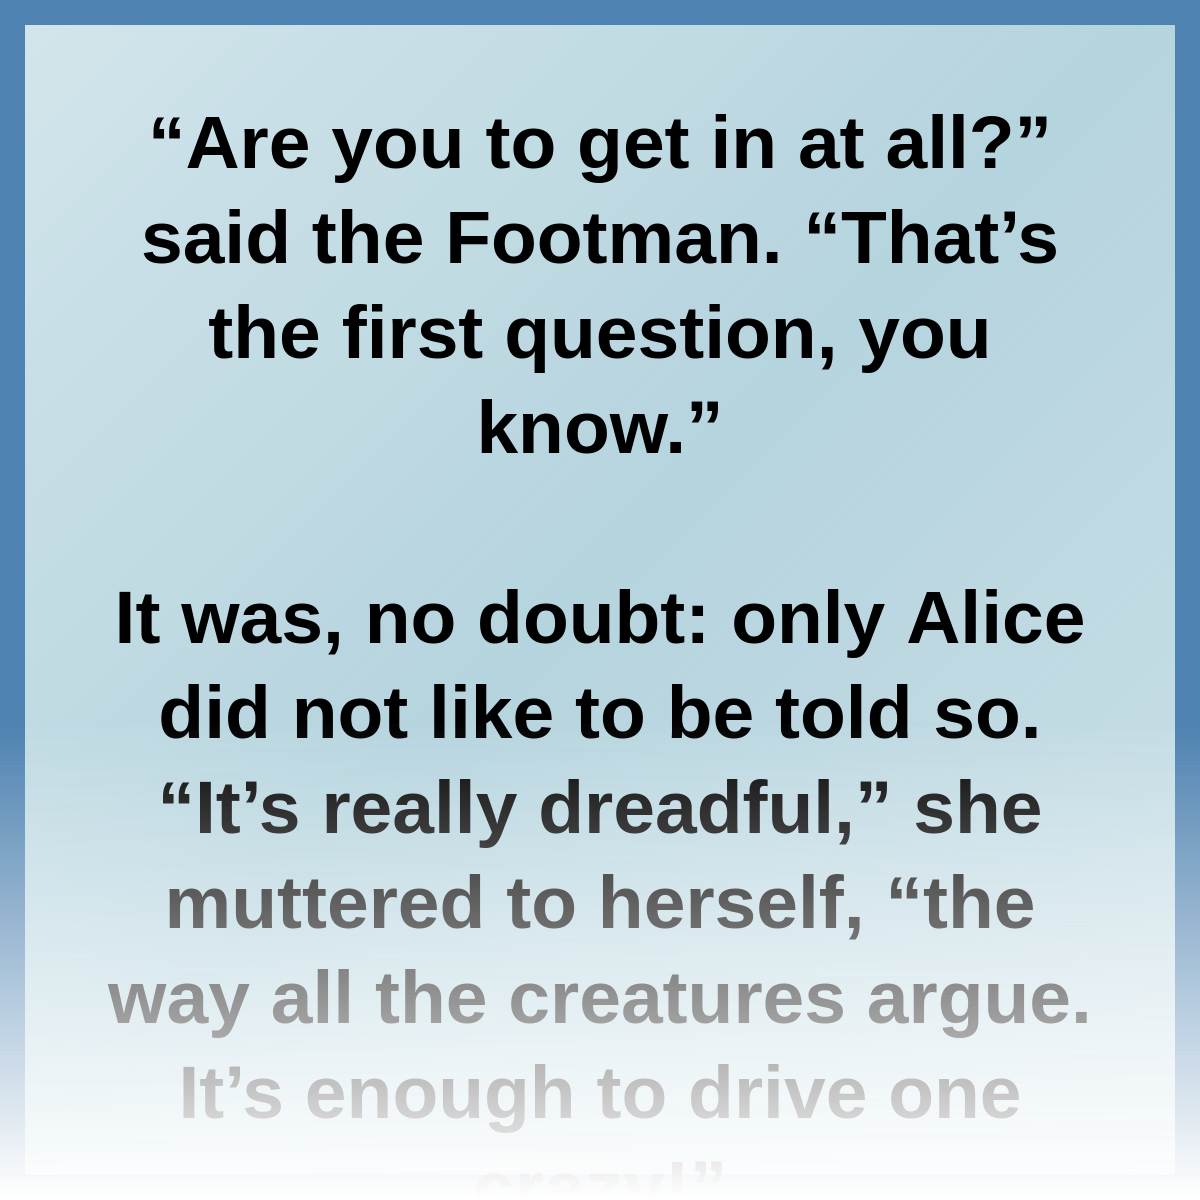 “Are you to get in at all?”
said the Footman. “That’s
the first question, you
know.”
It was, no doubt: only Alice
did not like to be told so.
“It’s really dreadful,” she
muttered to herself, “the
way all the creatures argue.
It’s enough to drive one
crazy!”